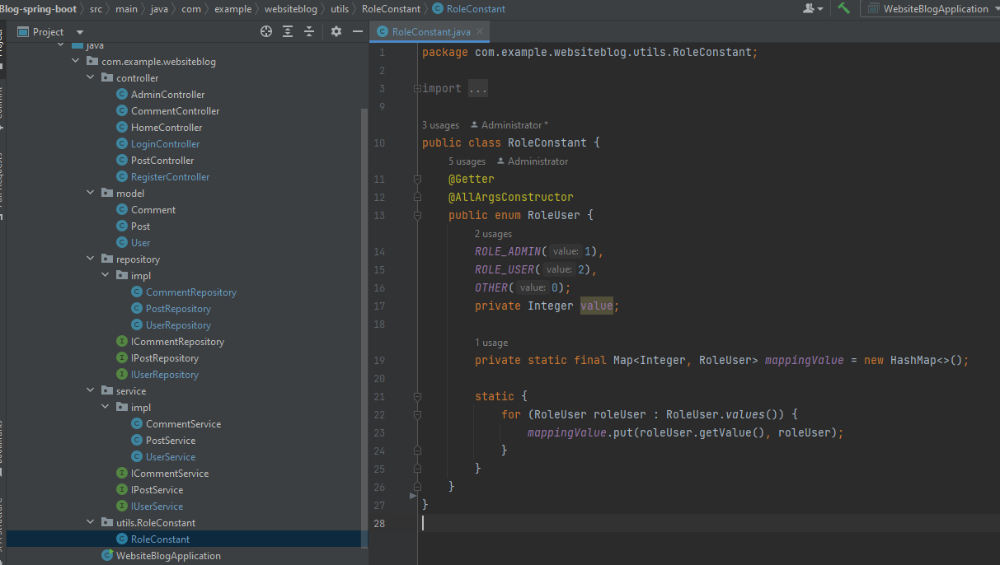 Blog-spring-boot src main java com example websiteblog utils RoleConstant RoleConstant
WebsiteBlogApplication
Project
RoleConstant.java
java
com.example.websiteblog
controller
AdminController
CommentController
HomeController
LoginController
PostController
RegisterController
model
Comment
Post
User
repository
impl
CommentRepository
PostRepository
UserRepository
ICommentRepository
IPostRepository
IUserRepository
service
impl
CommentService
PostService
UserService
ICommentService
IPostService
IUserService
utils.RoleConstant
RoleConstant
WebsiteBlogApplication
1 package com.example.websiteblog.utils.RoleConstant;
2
3 import ...
9
3 usages Administrator *
10 public class RoleConstant {
5 usages Administrator
11 @Getter
12 @AllArgsConstructor
13 public enum RoleUser {
2 usages
14 ROLE_ADMIN( value: 1),
15 ROLE_USER( value: 2),
16 OTHER( value: 0);
17 private Integer value;
18
1 usage
19 private static final Map<Integer, RoleUser> mappingValue = new HashMap<>();
20
21 static {
22 for (RoleUser roleUser : RoleUser.values()) {
23 mappingValue.put(roleUser.getValue(), roleUser);
24 }
25 }
26 }
27 }
28